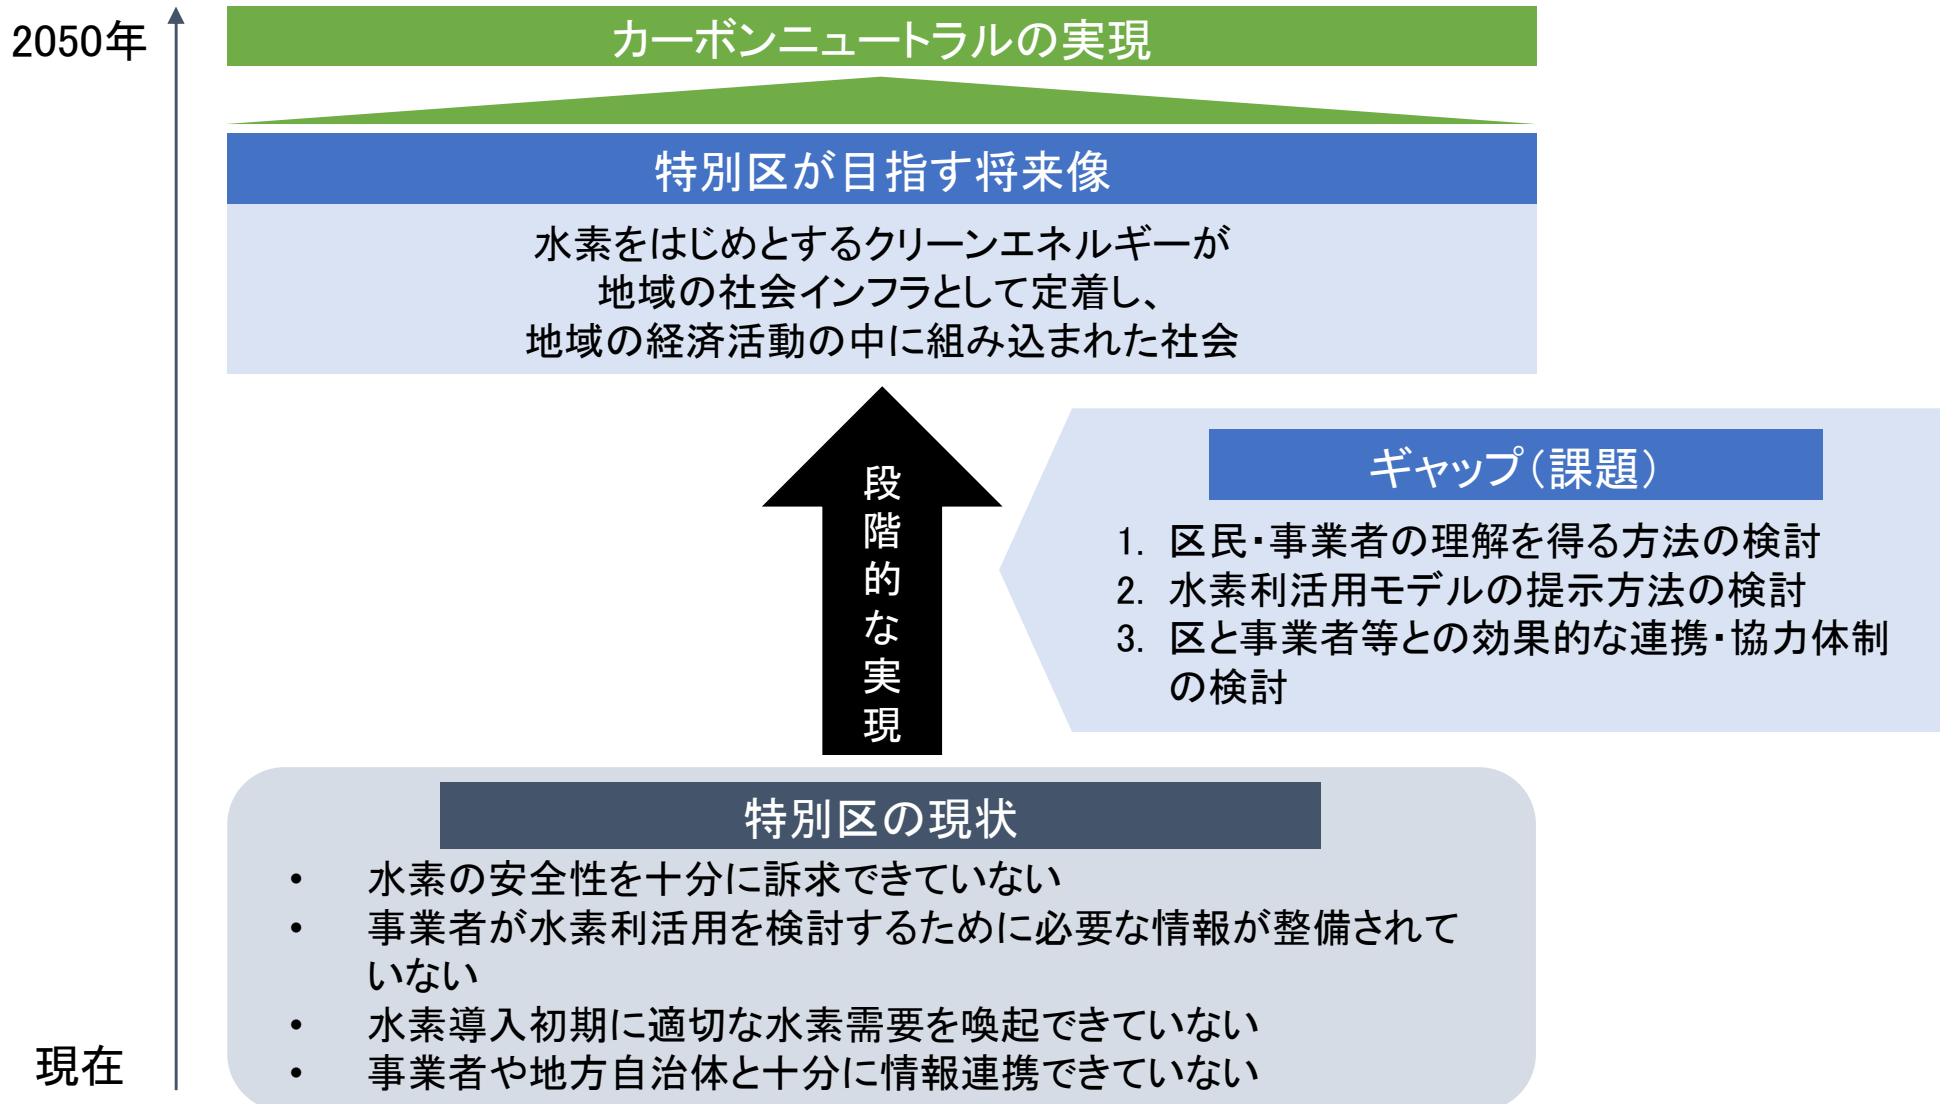 2050年
カーボンニュートラルの実現
特別区が目指す将来像
水素をはじめとするクリーンエネルギーが
地域の社会インフラとして定着し、
地域の経済活動の中に組み込まれた社会
段階的な実現
ギャップ（課題）
1. 区民・事業者の理解を得る方法の検討
2. 水素利活用モデルの提示方法の検討
3. 区と事業者等との効果的な連携・協力体制
の検討
特別区の現状
• 水素の安全性を十分に訴求できていない
• 事業者が水素利活用を検討するために必要な情報が整備されて
いない
• 水素導入初期に適切な水素需要を喚起できていない
• 事業者や地方自治体と十分に情報連携できていない
現在